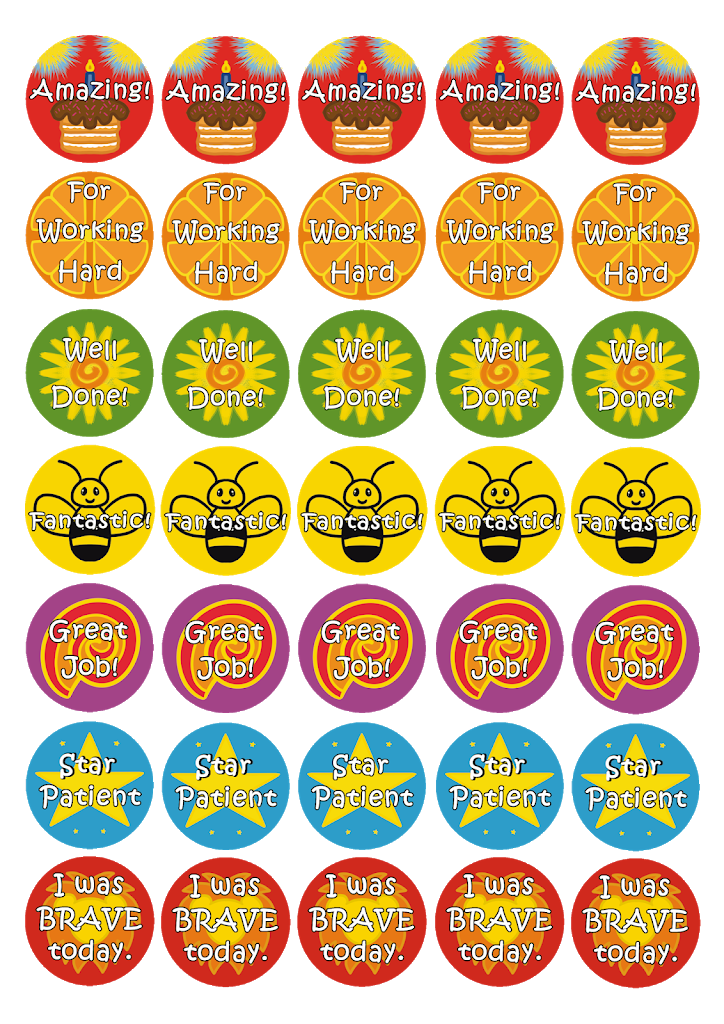 Amazing! Amazing! Amazing! Amazing! Amazing!
For For For For For
Working Working Working Working Working
Hard Hard Hard Hard Hard
Well Well Well Well Well
Done! Done! Done! Done! Done!
Fantastic! Fantastic! Fantastic! Fantastic! Fantastic!
Great Great Great Great Great
Job! Job! Job! Job! Job!
Star Star Star Star Star
Patient Patient Patient Patient Patient
I was I was I was I was I was
BRAVE BRAVE BRAVE BRAVE BRAVE
today. today. today. today. today.